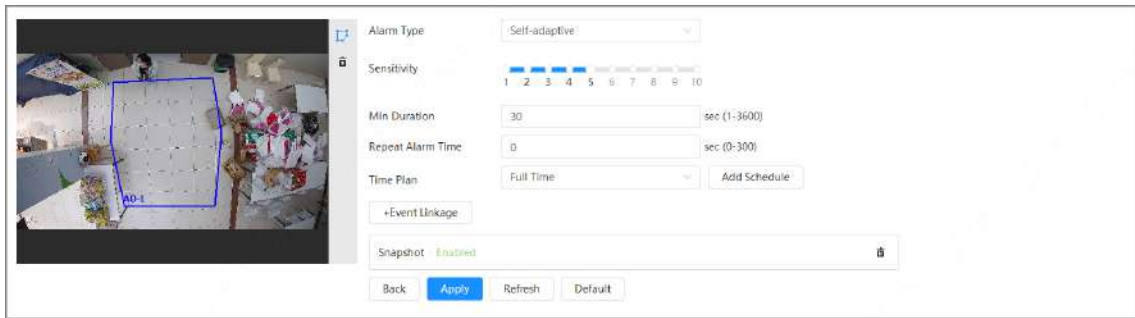 Alarm Type Self-adaptive
Sensitivity
1 2 3 4 5 6 7 8 9 10
Min Duration 30 sec (1-3600)
Repeat Alarm Time 0 sec (0-300)
Time Plan Full Time Add Schedule
+Event Linkage
AO-1
Snapshot Enabled
Back Apply Refresh Default